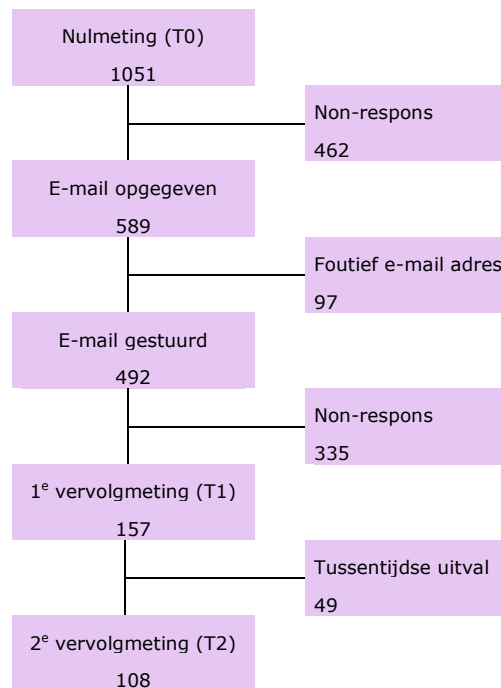 Nulmeting (T0)
1051
Non-respons
462
E-mail opgegeven
589
Foutief e-mail adres
97
E-mail gestuurd
492
Non-respons
335
1e vervolgmeting (T1)
157
Tussentijdse uitval
49
2e vervolgmeting (T2)
108